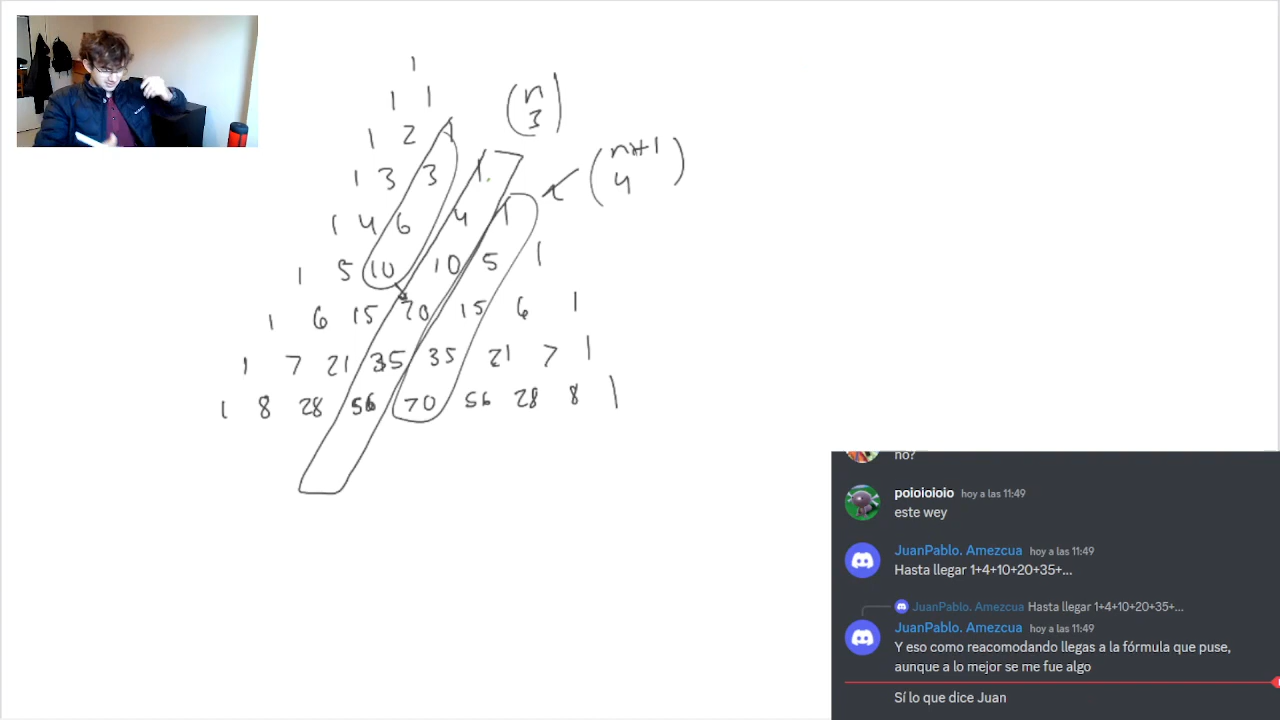 1
1 1
1 2 1
1 3 3 1
1 4 6 4 1
1 5 10 10 5 1
1 6 15 20 15 6 1
1 7 21 35 35 21 7 1
1 8 28 56 70 56 28 8 1
(n
3)
(n+1
4)
no?
poioioioio hoy a las 11:49
este wey
JuanPablo. Amezcua hoy a las 11:49
Hasta llegar 1+4+10+20+35+...
JuanPablo. Amezcua Hasta llegar 1+4+10+20+35+...
JuanPablo. Amezcua hoy a las 11:49
Y eso como reacomodando llegas a la fórmula que puse,
aunque a lo mejor se me fue algo
Sí lo que dice Juan